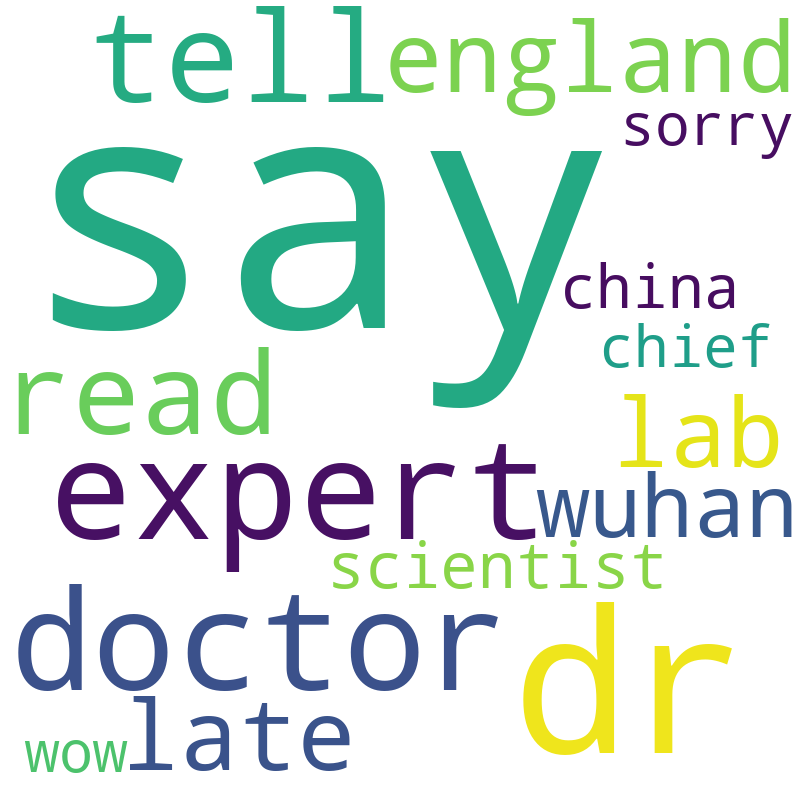 tell england
sorry
say
china
chief
read
lab
expert
wuhan
scientist
doctor
dr
late
wow